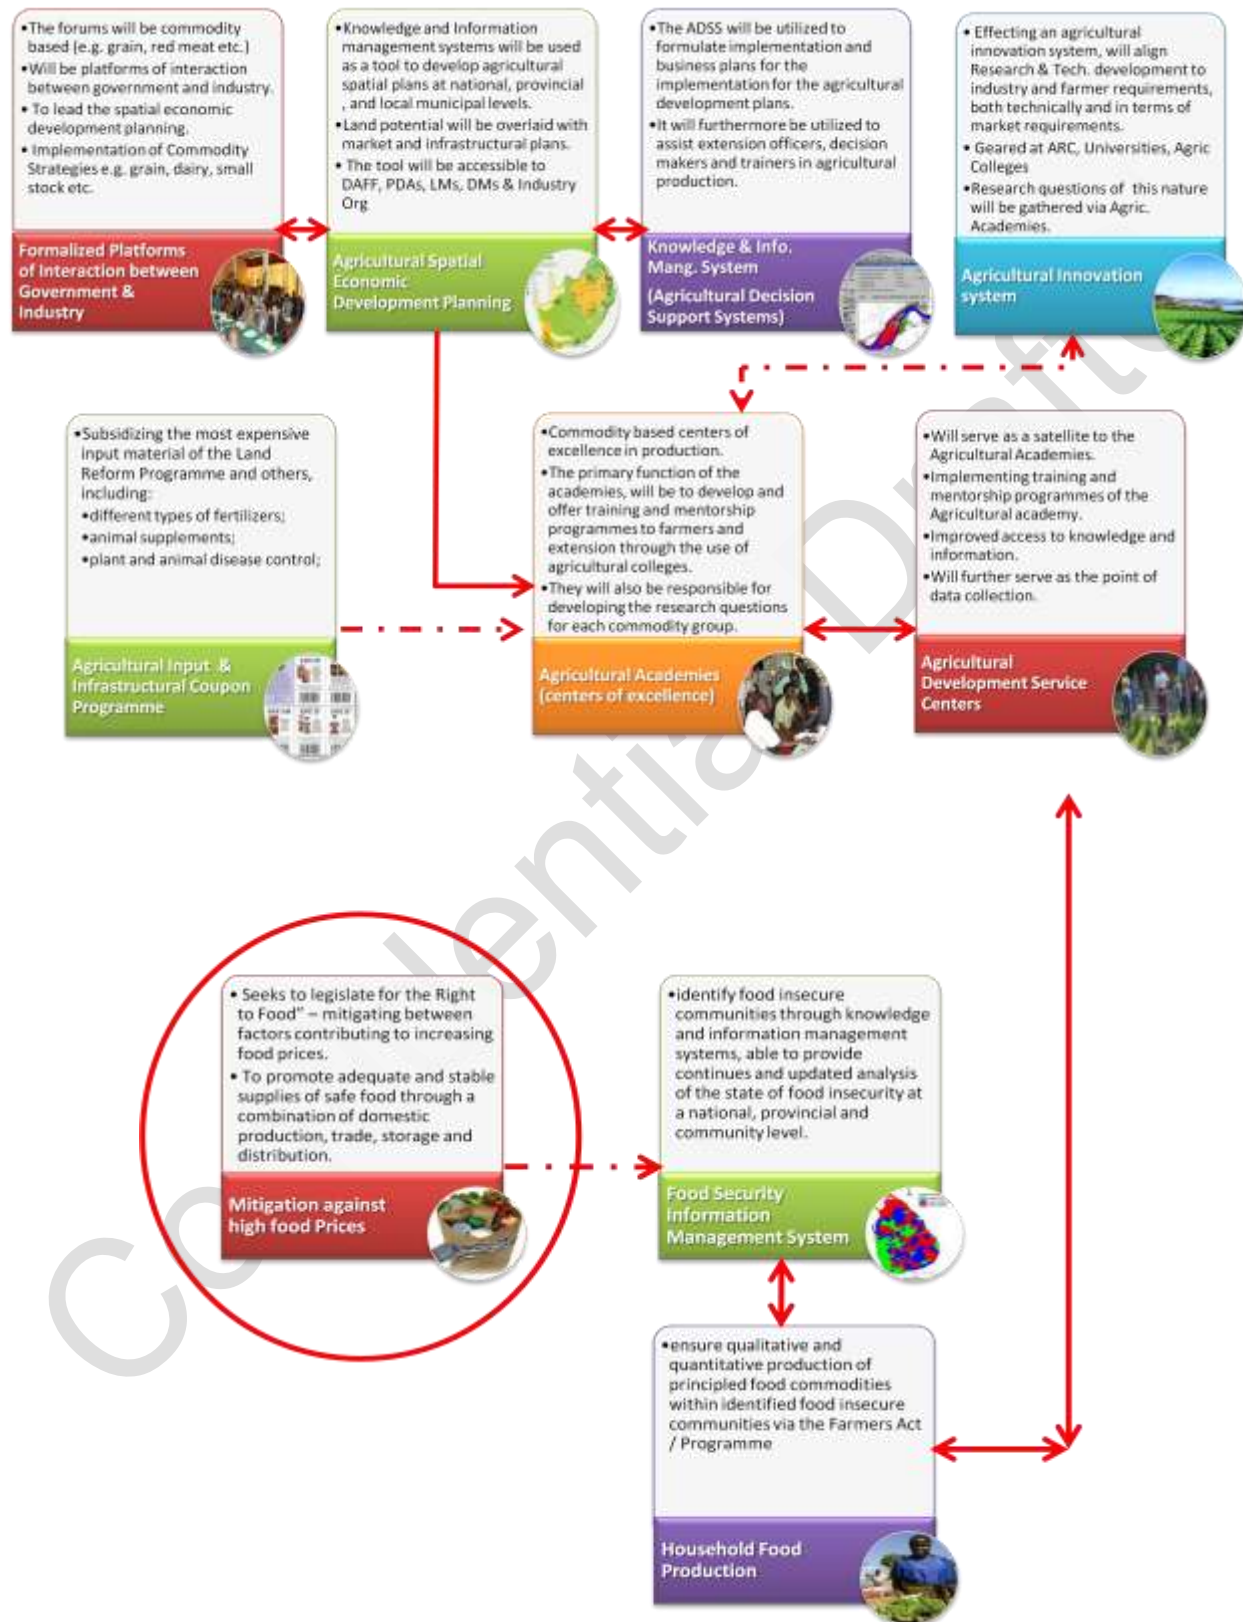 •The forums will be commodity
based (e.g. grain, red meat etc.)
•Will be platforms of interaction
between government and industry.
• To lead the spatial economic
development planning.
• Implementation of Commodity
Strategies e.g. grain, dairy, small
stock etc.
Formalized Platforms
of Interaction between
Government &
Industry
•Knowledge and Information
management systems will be used
as a tool to develop agricultural
spatial plans at national, provincial
, and local municipal levels.
•Land potential will be overlaid with
market and infrastructural plans.
• The tool will be accessible to
DAFF, PDAs, LMs, DMs & Industry
Org
Agricultural Spatial
Economic
Development Planning
•The ADSS will be utilized to
formulate implementation and
business plans for the
implementation for the agricultural
development plans.
•It will furthermore be utilized to
assist extension officers, decision
makers and trainers in agricultural
production.
Knowledge & Info.
Mang. System
(Agricultural Decision
Support Systems)
• Effecting an agricultural
innovation system, will align
Research & Tech. development to
industry and farmer requirements,
both technically and in terms of
market requirements.
• Geared at ARC, Universities, Agric
Colleges
•Research questions of this nature
will be gathered via Agric.
Academies.
Agricultural Innovation
system
•Subsidizing the most expensive
input material of the Land
Reform Programme and others,
including:
•different types of fertilizers;
•animal supplements;
•plant and animal disease control;
Agricultural Input &
Infrastructural Coupon
Programme
•Commodity based centers of
excellence in production.
•The primary function of the
academies, will be to develop and
offer training and mentorship
programmes to farmers and
extension through the use of
agricultural colleges.
•They will also be responsible for
developing the research questions
for each commodity group.
Agricultural Academies
(centers of excellence)
•Will serve as a satellite to the
Agricultural Academies.
•Implementing training and
mentorship programmes of the
Agricultural academy.
•Improved access to knowledge and
information.
•Will further serve as the point of
data collection.
Agricultural
Development Service
Centers
• Seeks to legislate for the Right
to Food" – mitigating between
factors contributing to increasing
food prices.
• To promote adequate and stable
supplies of safe food through a
combination of domestic
production, trade, storage and
distribution.
Mitigation against
high food Prices
•identify food insecure
communities through knowledge
and information management
systems, able to provide
continues and updated analysis
of the state of food insecurity at
a national, provincial and
community level.
Food Security
Information
Management System
•ensure qualitative and
quantitative production of
principled food commodities
within identified food insecure
communities via the Farmers Act
/ Programme
Household Food
Production